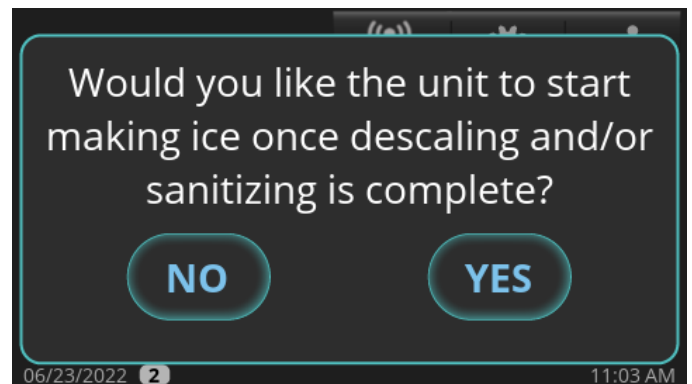 Would you like the unit to start
making ice once descaling and/or
sanitizing is complete?
NO YES
06/23/2022 2 11:03 AM